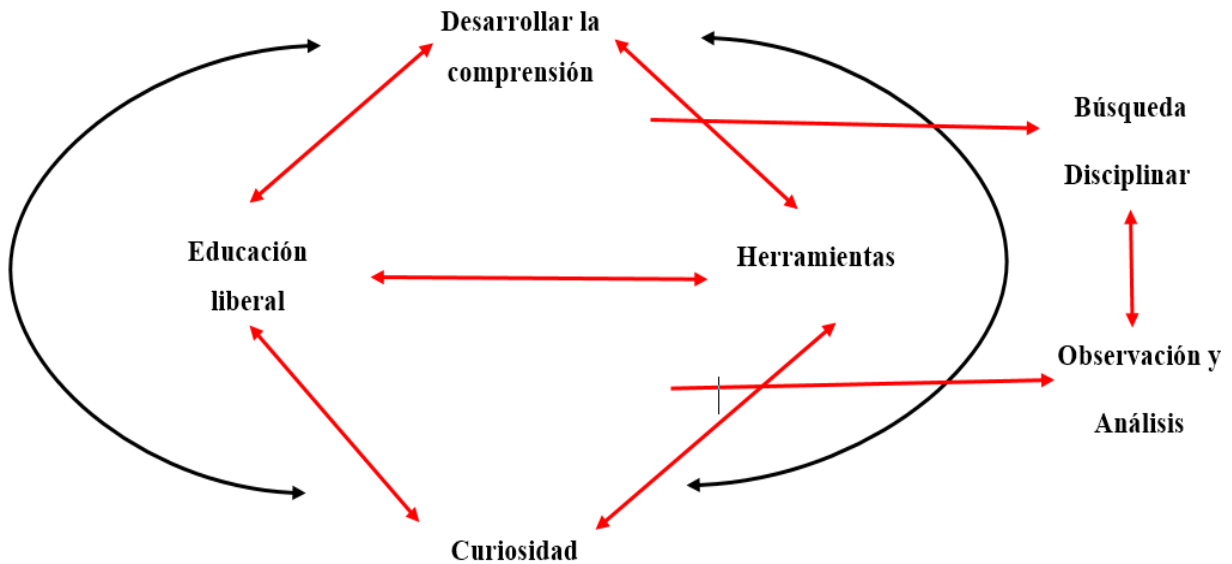 Desarrollar la
comprensión
Búsqueda
Disciplinar
Educación
liberal
Herramientas
Observación y
Análisis
Curiosidad